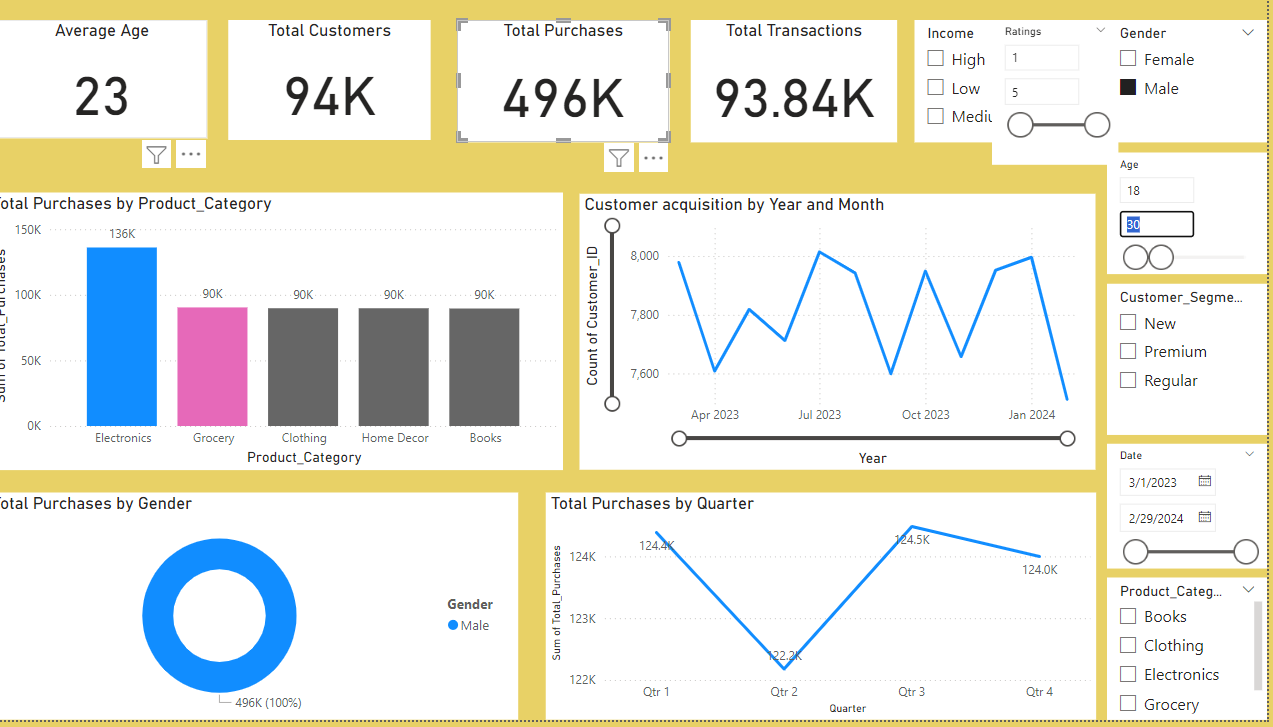 Average Age
23
Total Customers
94K
Total Purchases
496K
Total Transactions
93.84K
Income
High
Low
Mediu
Ratings
1
5
Gender
Female
Male
Age
18
30
Customer_Segme...
New
Premium
Regular
Date
3/1/2023
2/29/2024
Product_Categ...
Books
Clothing
Electronics
Grocery
otal Purchases by Product_Category
Sum of Total_Purchases
150K
100K
50K
0K
136K
90K
90K
90K
90K
Electronics
Grocery
Clothing
Home Decor
Books
Product_Category
Customer acquisition by Year and Month
Count of Customer_ID
8,000
7,800
7,600
Apr 2023
Jul 2023
Oct 2023
Jan 2024
Year
otal Purchases by Gender
Gender
Male
496K (100%)
Total Purchases by Quarter
Sum of Total_Purchases
124K
123K
122K
124.4K
122.2K
124.5K
124.0K
Qtr 1
Qtr 2
Qtr 3
Qtr 4
Quarter